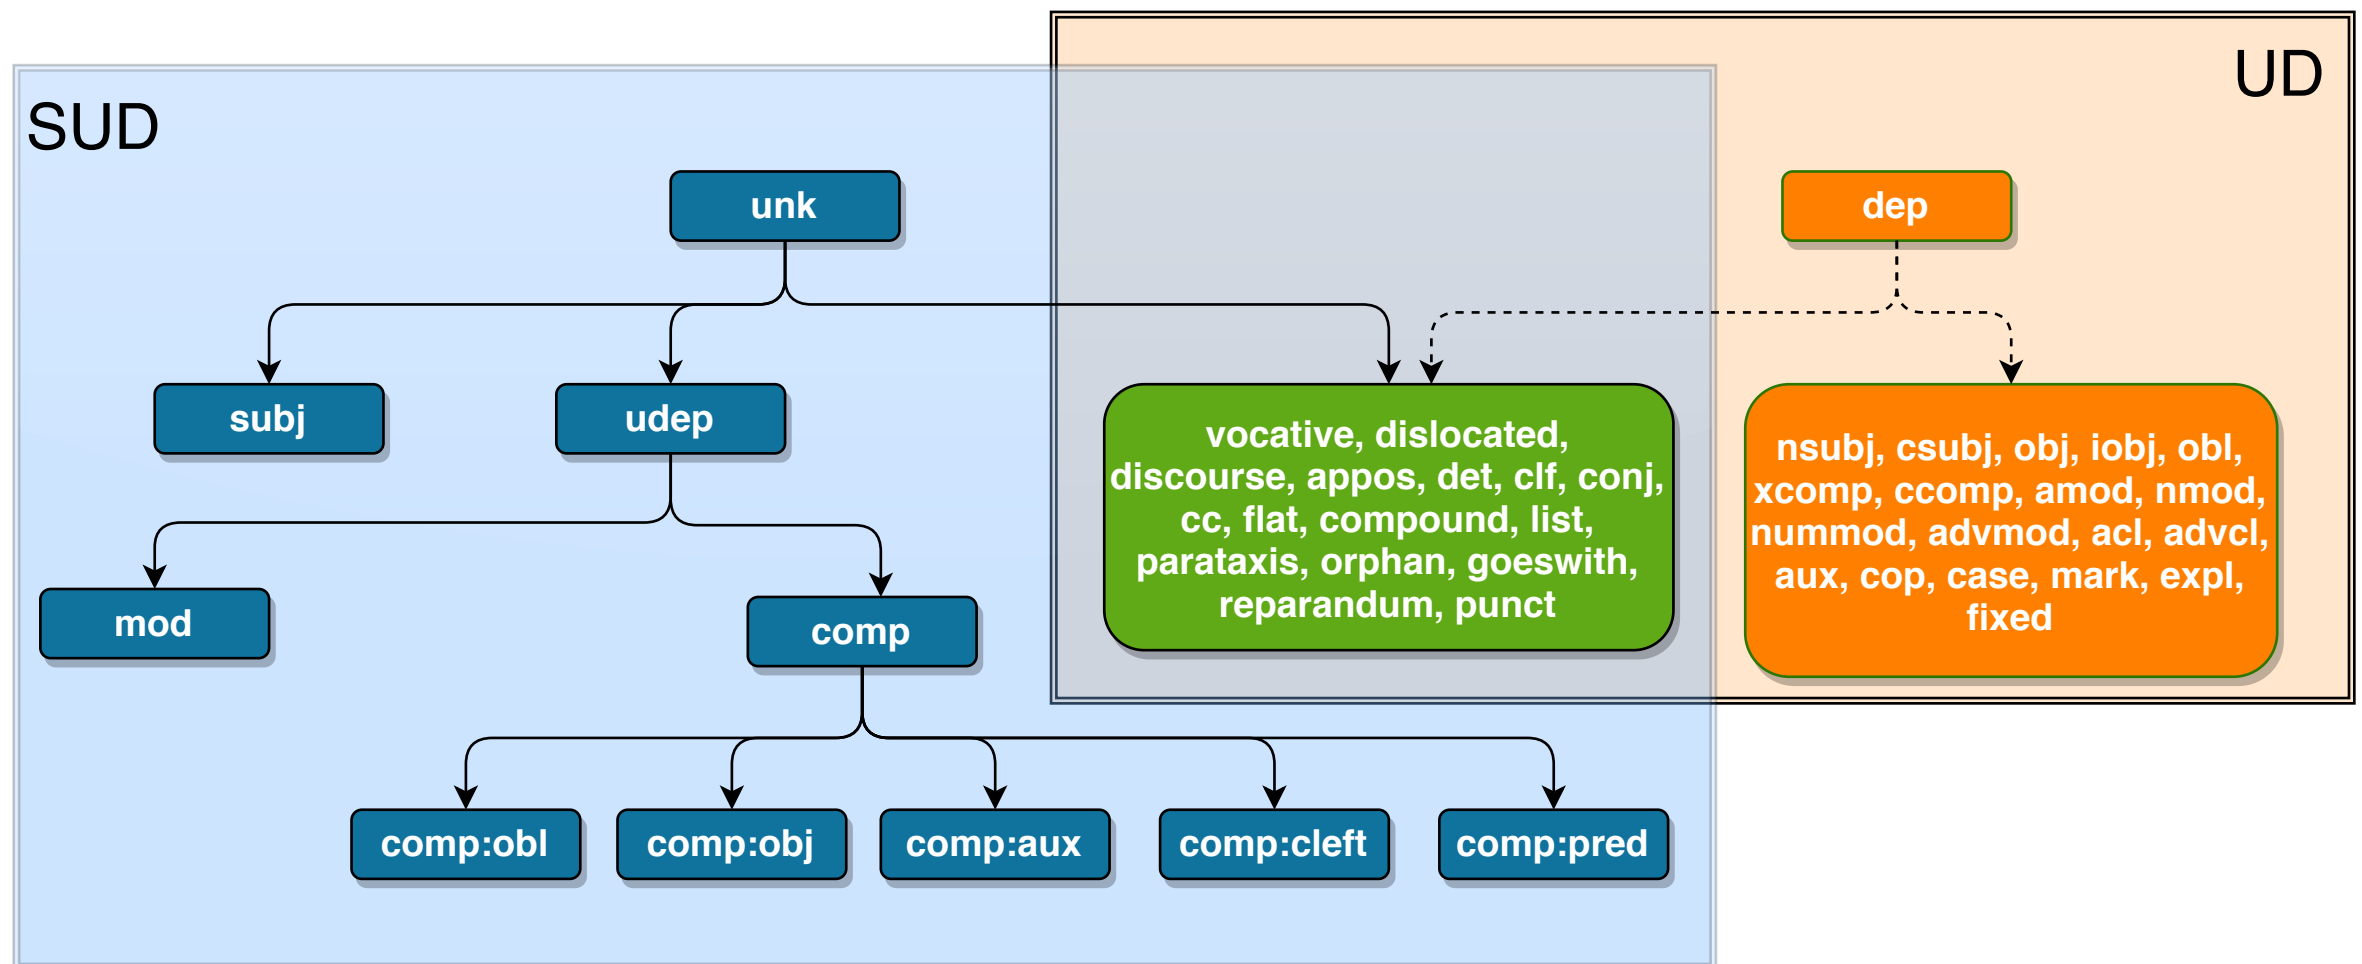 UD
SUD
unk
dep
subj
udep
vocative, dislocated,
discourse, appos, det, clf, conj,
cc, flat, compound, list,
parataxis, orphan, goeswith,
reparandum, punct
nsubj, csubj, obj, iobj, obl,
xcomp, ccomp, amod, nmod,
nummod, advmod, acl, advcl,
aux, cop, case, mark, expl,
fixed
mod
comp
comp:obl
comp:obj
comp:aux
comp:cleft
comp:pred